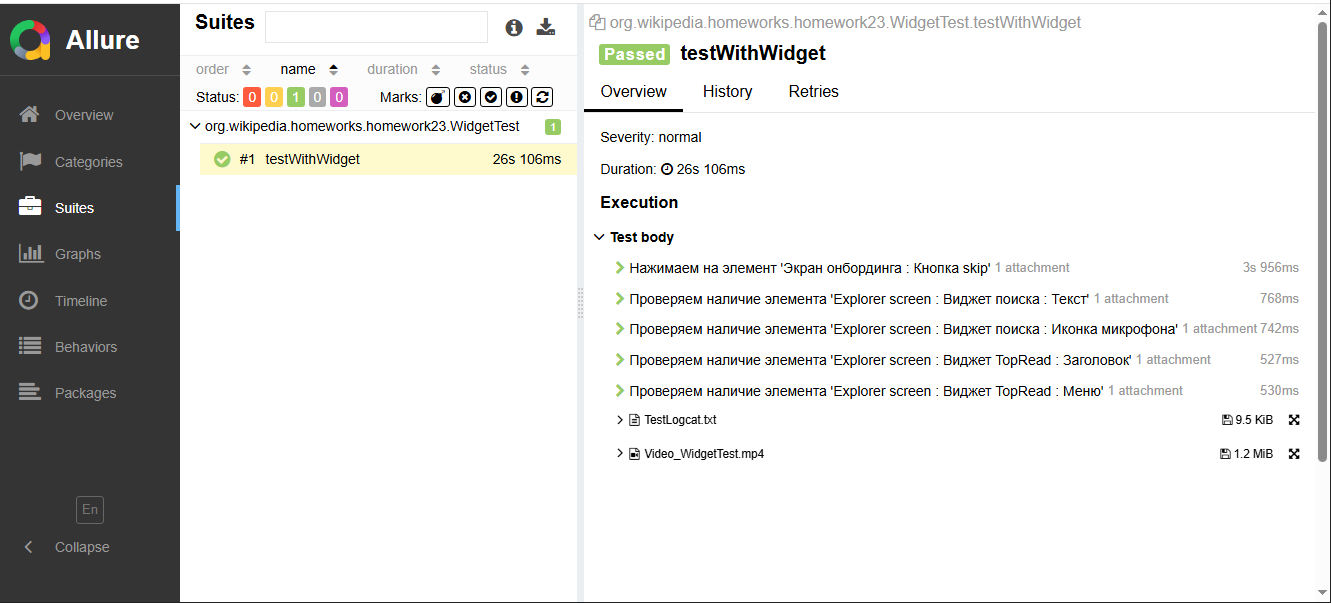 Allure
Overview
Categories
Suites
Graphs
Timeline
Behaviors
Packages
En
Collapse
Suites
order name duration status
Status: 0 0 1 0 0 Marks:
org.wikipedia.homeworks.homework23.WidgetTest 1
#1 testWithWidget 26s 106ms
org.wikipedia.homeworks.homework23.WidgetTest.testWithWidget
Passed testWithWidget
Overview History Retries
Severity: normal
Duration: 26s 106ms
Execution
Test body
Нажимаем на элемент 'Экран онбординга : Кнопка skip' 1 attachment 3s 956ms
Проверяем наличие элемента 'Explorer screen : Виджет поиска : Текст' 1 attachment 768ms
Проверяем наличие элемента 'Explorer screen : Виджет поиска : Иконка микрофона' 1 attachment 742ms
Проверяем наличие элемента 'Explorer screen : Виджет TopRead : Заголовок' 1 attachment 527ms
Проверяем наличие элемента 'Explorer screen : Виджет TopRead : Меню' 1 attachment 530ms
TestLogcat.txt 9.5 KiB
Video_WidgetTest.mp4 1.2 MiB